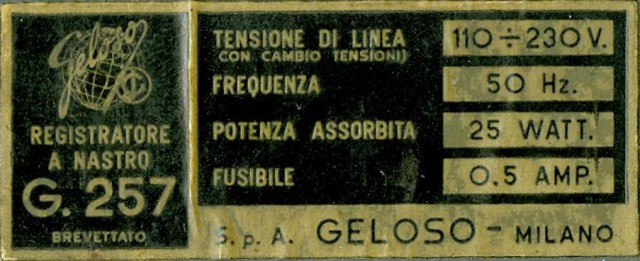 Geloso
REGISTRATORE
A NASTRO
G. 257
BREVETTATO
TENSIONE DI LINEA 110 ÷ 230 V.
(CON CAMBIO TENSIONI)
FREQUENZA 50 Hz.
POTENZA ASSORBITA 25 WATT.
FUSIBILE 0.5 AMP.
S. p A. GELOSO - MILANO